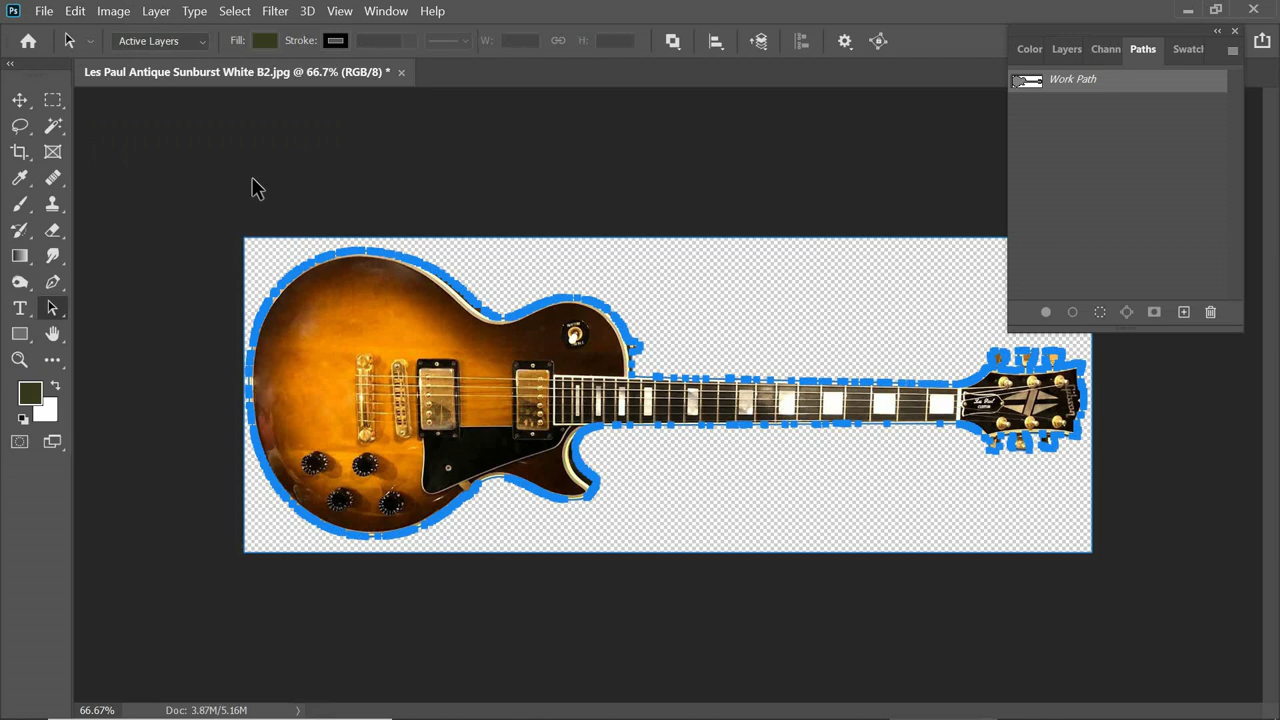 Ps File Edit Image Layer Type Select Filter 3D View Window Help
Active Layers Fill: Stroke: W: H:
Les Paul Antique Sunburst White B2.jpg @ 66.7% (RGB/8) * ×
Color Layers Chann Paths Swatcl
Work Path
T
66.67% Doc: 3.87M/5.16M